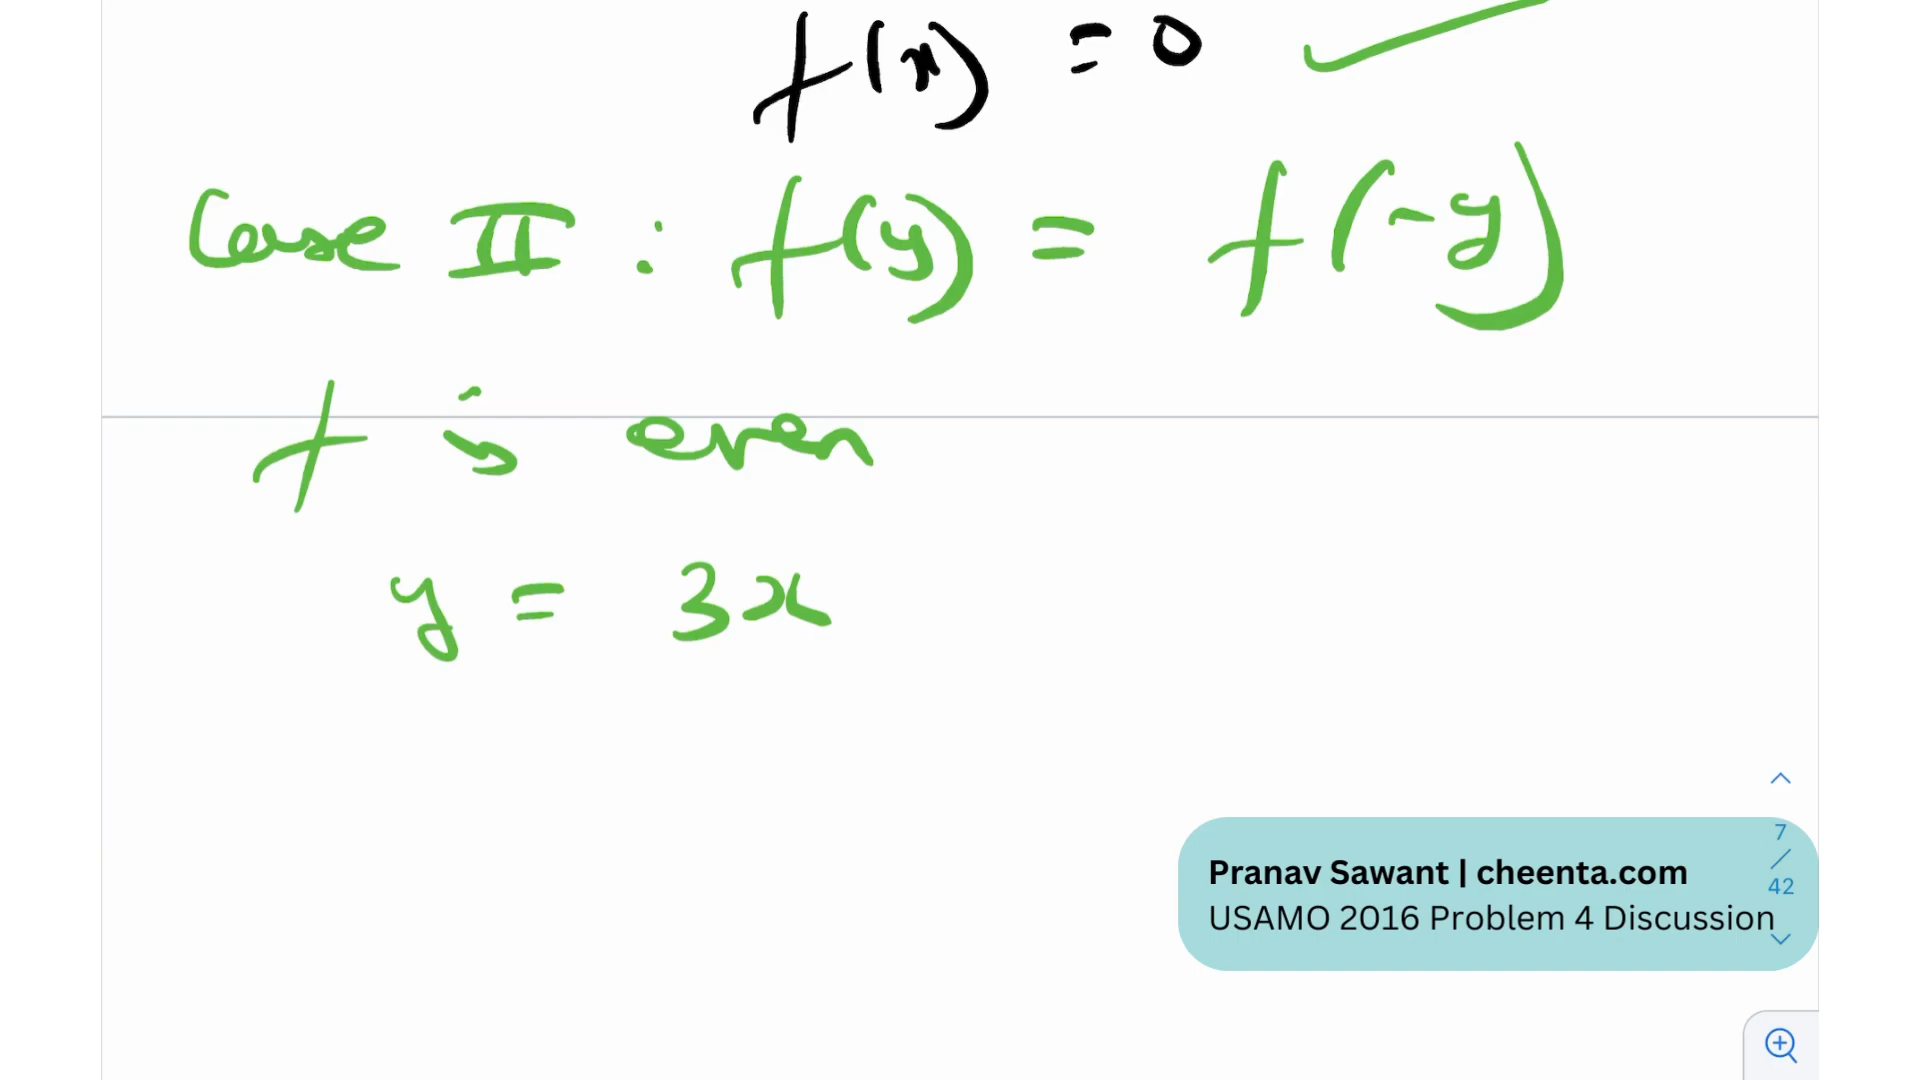 f(x) = 0
Case II : f(y) = f(-y)
f is even
y = 3x
7
/
42
Pranav Sawant | cheenta.com
USAMO 2016 Problem 4 Discussion